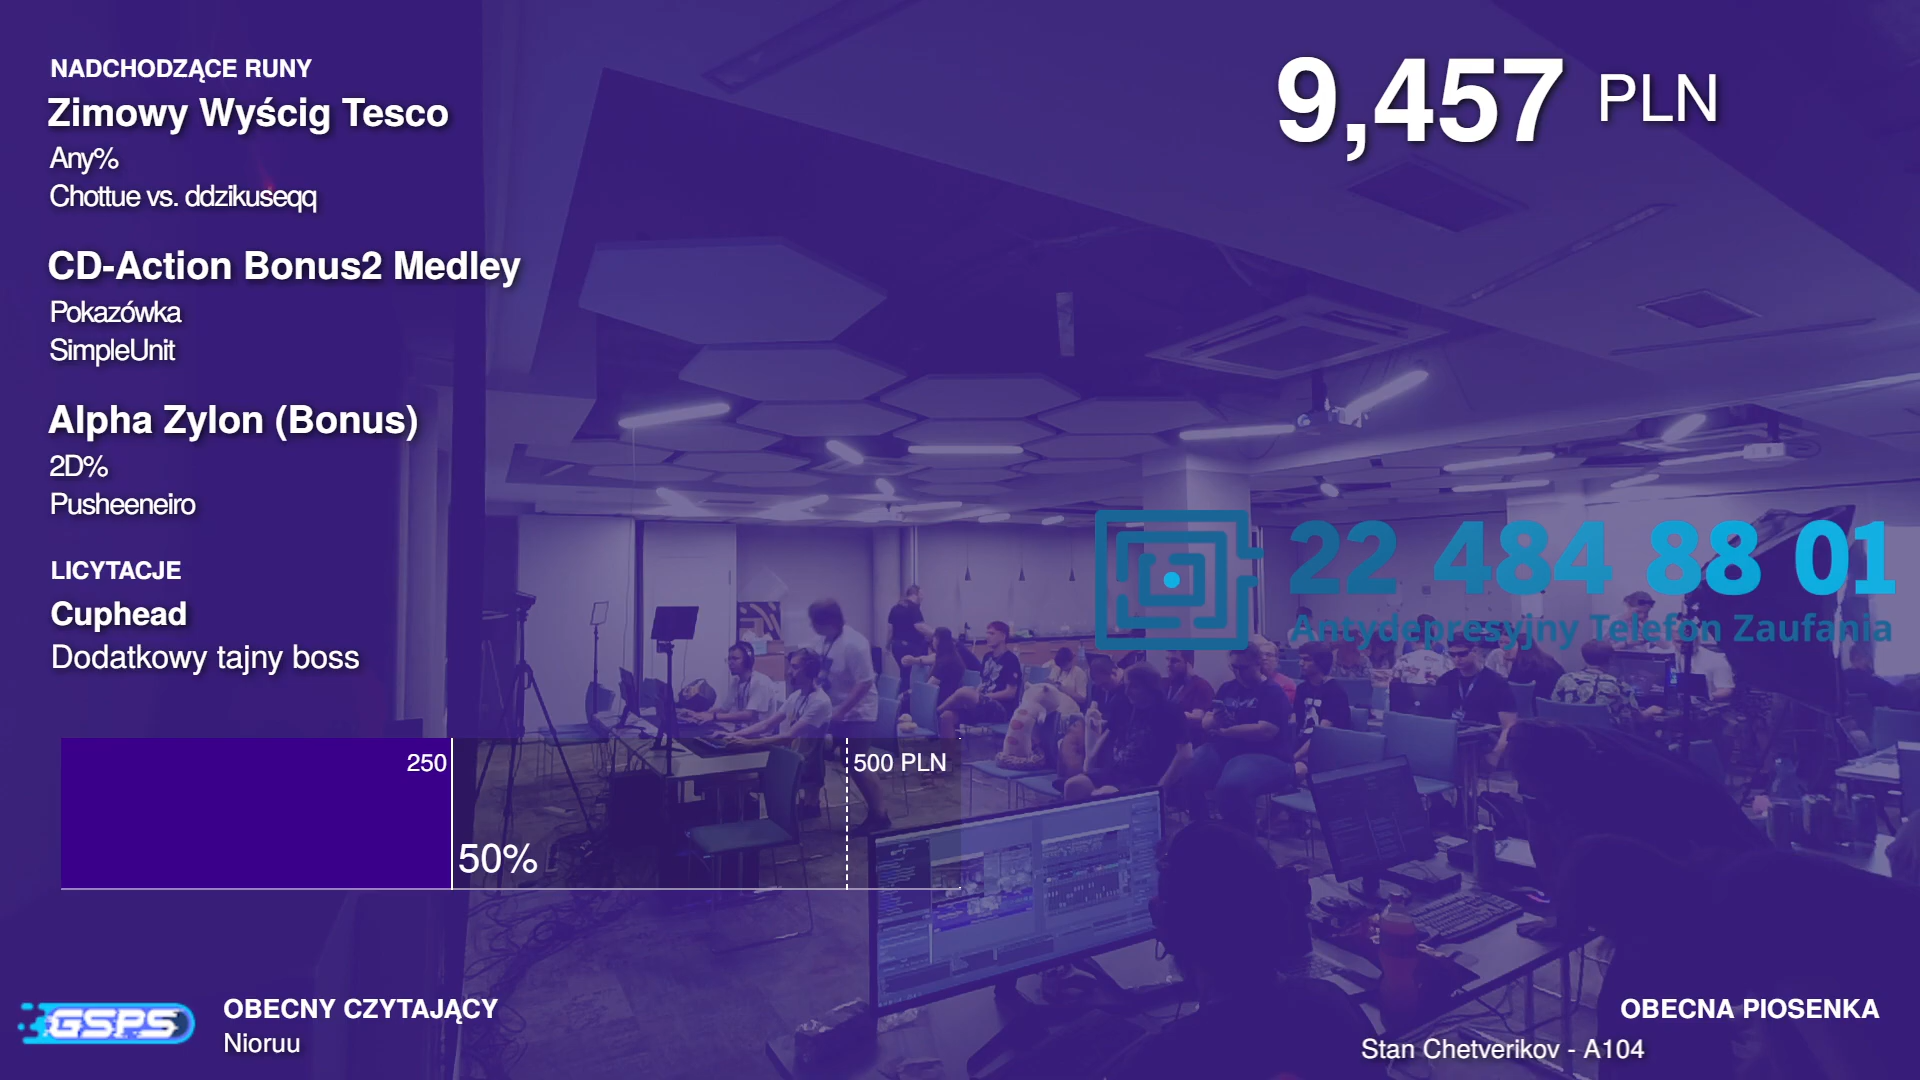 NADCHODZĄCE RUNY
Zimowy Wyścig Tesco
Any%
Chottue vs. ddzikuseqq
CD-Action Bonus2 Medley
Pokazówka
SimpleUnit
Alpha Zylon (Bonus)
2D%
Pusheeneiro
LICYTACJE
Cuphead
Dodatkowy tajny boss
250
500 PLN
50%
9,457 PLN
22 484 88 01
Antydepresyjny Telefon Zaufania
GSPS
OBECNY CZYTAJĄCY
Nioruu
OBECNA PIOSENKA
Stan Chetverikov - A104